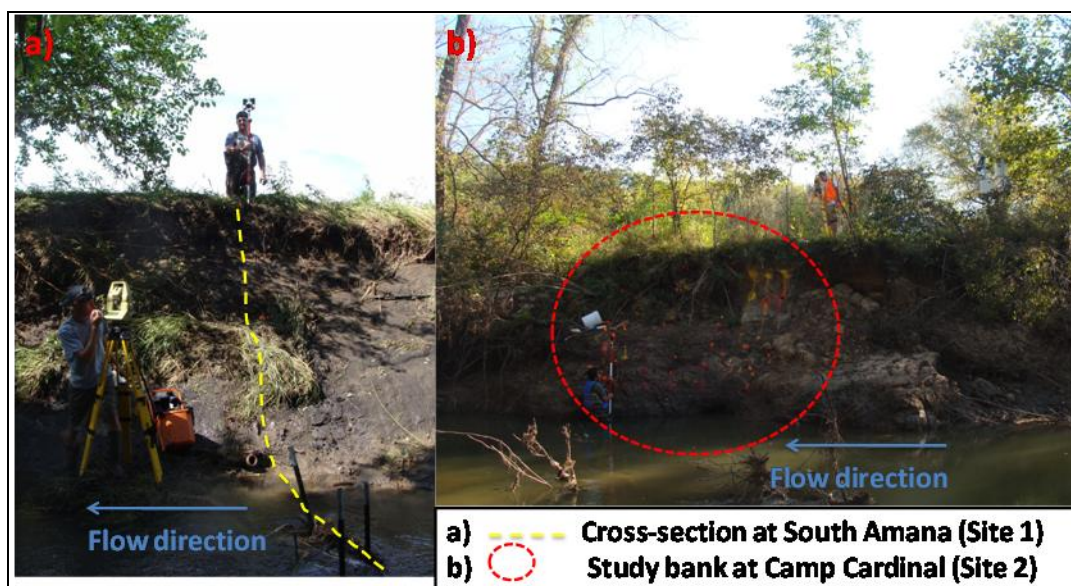 a)
b)
Flow direction
Flow direction
a) Cross-section at South Amana (Site 1)
b) Study bank at Camp Cardinal (Site 2)